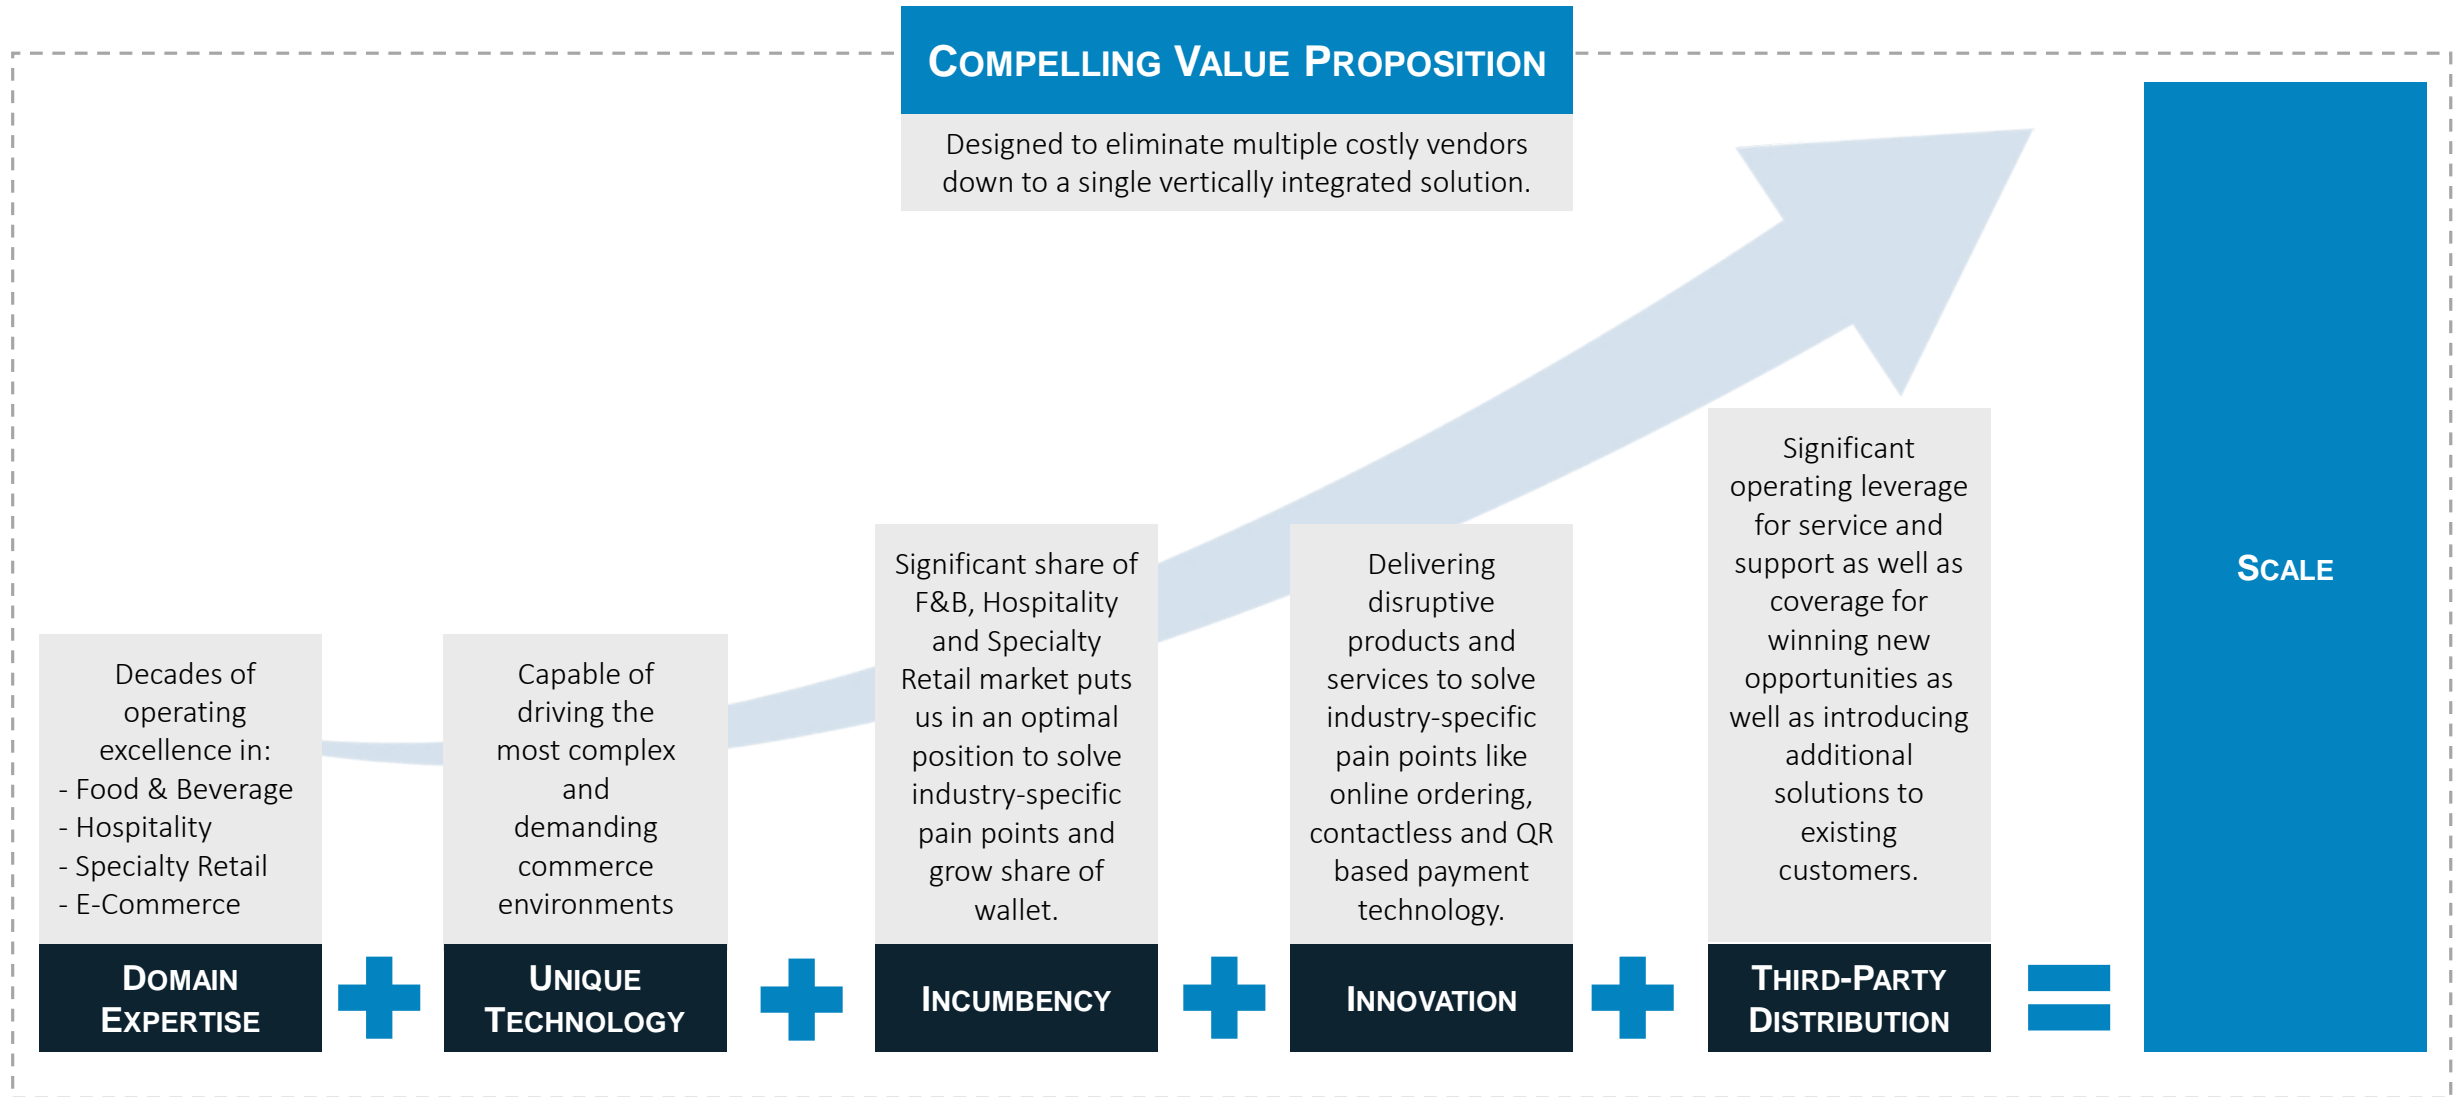 COMPELLING VALUE PROPOSITION
Designed to eliminate multiple costly vendors
down to a single vertically integrated solution.
Decades of
operating
excellence in:
- Food & Beverage
- Hospitality
- Specialty Retail
- E-Commerce
DOMAIN
EXPERTISE
Capable of
driving the
most complex
and
demanding
commerce
environments
UNIQUE
TECHNOLOGY
Significant share of
F&B, Hospitality
and Specialty
Retail market puts
us in an optimal
position to solve
industry-specific
pain points and
grow share of
wallet.
INCUMBENCY
Delivering
disruptive
products and
services to solve
industry-specific
pain points like
online ordering,
contactless and QR
based payment
technology.
INNOVATION
Significant
operating leverage
for service and
support as well as
coverage for
winning new
opportunities as
well as introducing
additional
solutions to
existing
customers.
THIRD-PARTY
DISTRIBUTION
SCALE